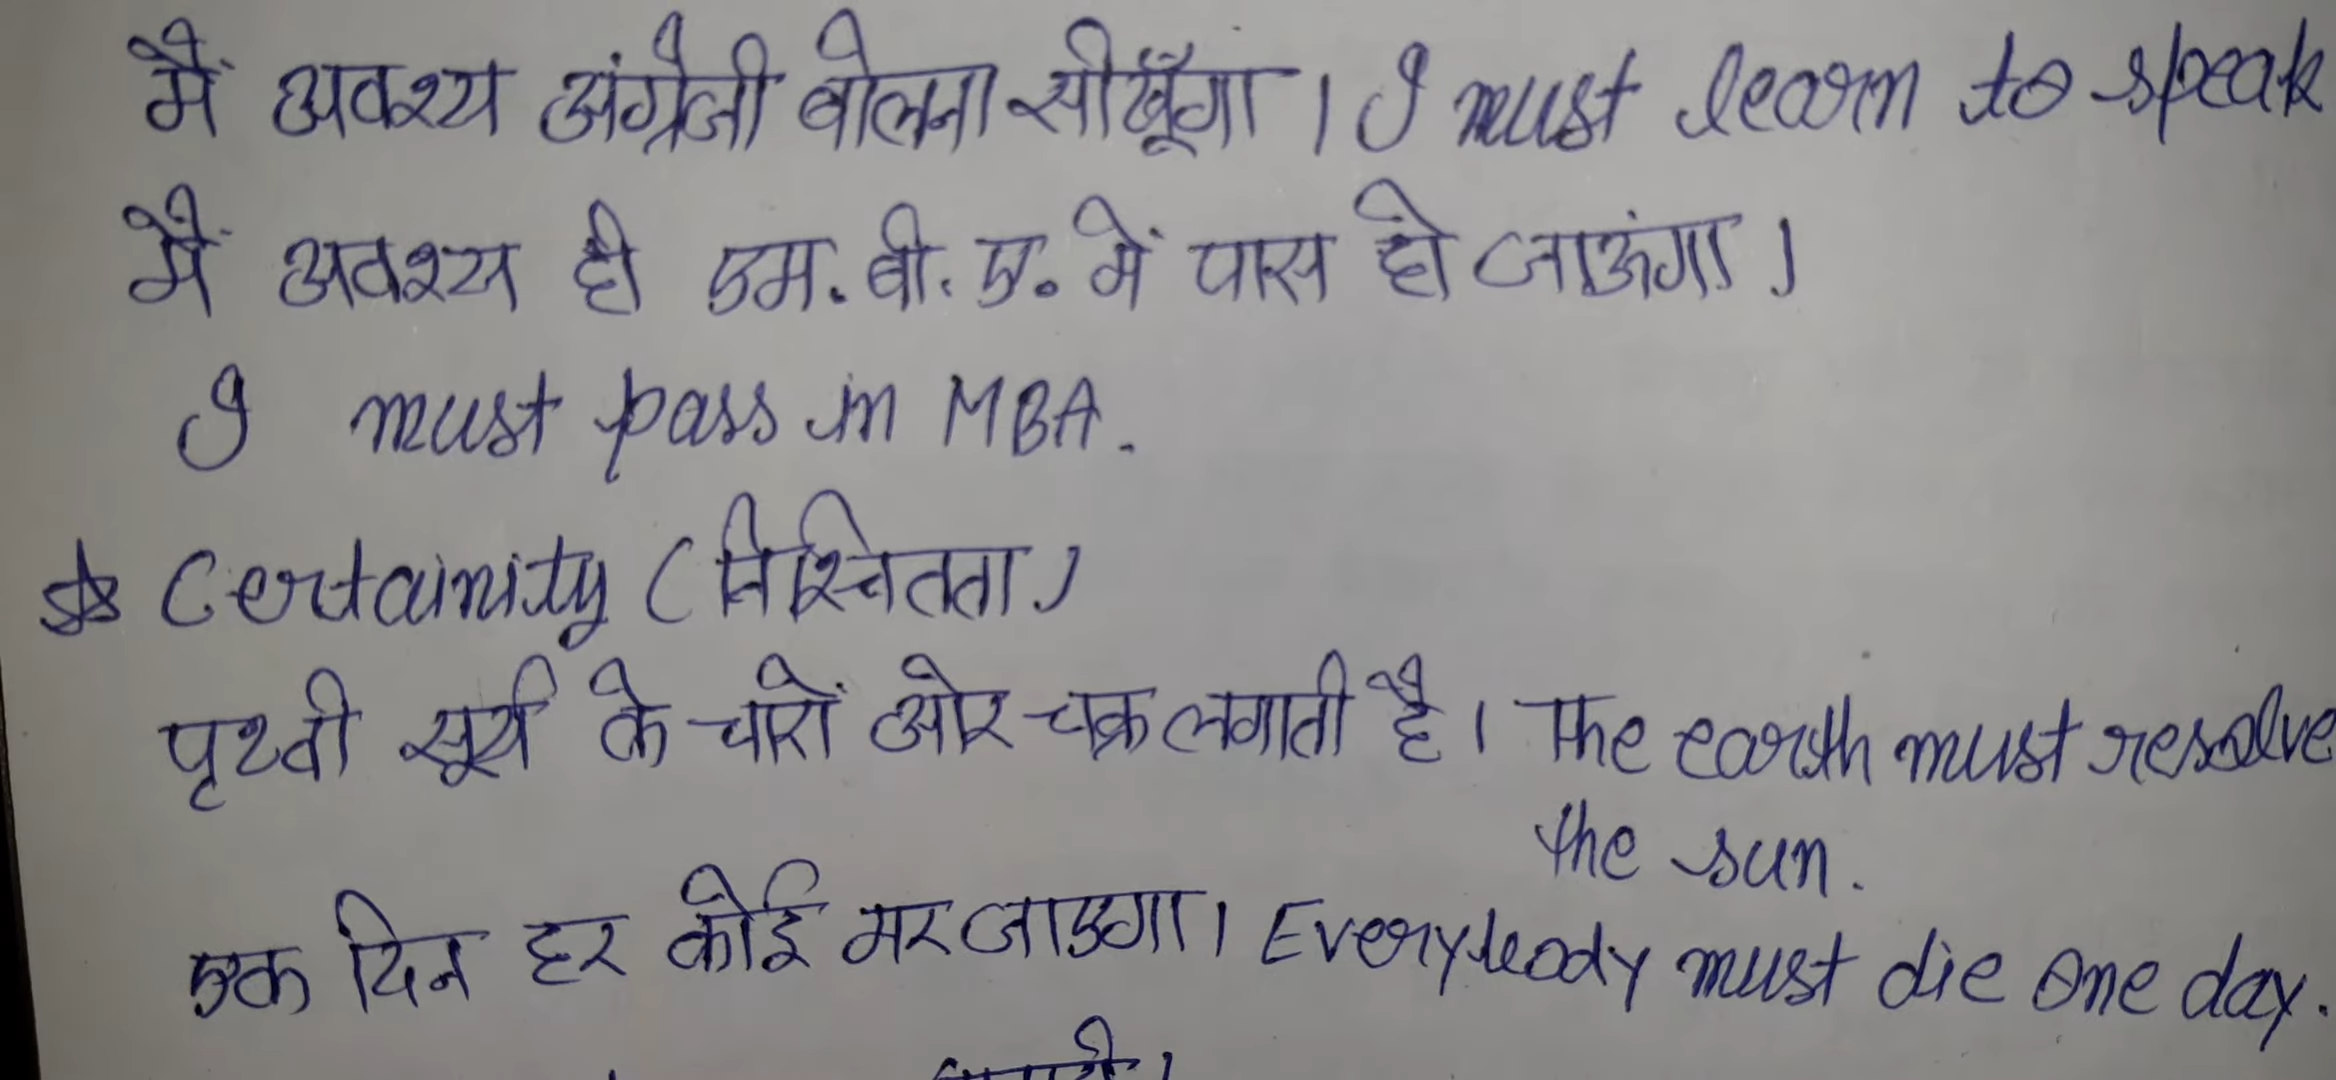 मैं अवश्य अंग्रेजी बोलना सीखूँगा । I must learn to speak
मैं अवश्य ही एम. बी. ए. में पास हो जाऊंगा ।
I must pass in MBA.
Certainity (निश्चितता)
पृथ्वी सूर्य के चारों ओर चक्र लगाती है । The earth must resolve
the sun.
एक दिन हर कोई मर जाएगा । Everybody must die one day.